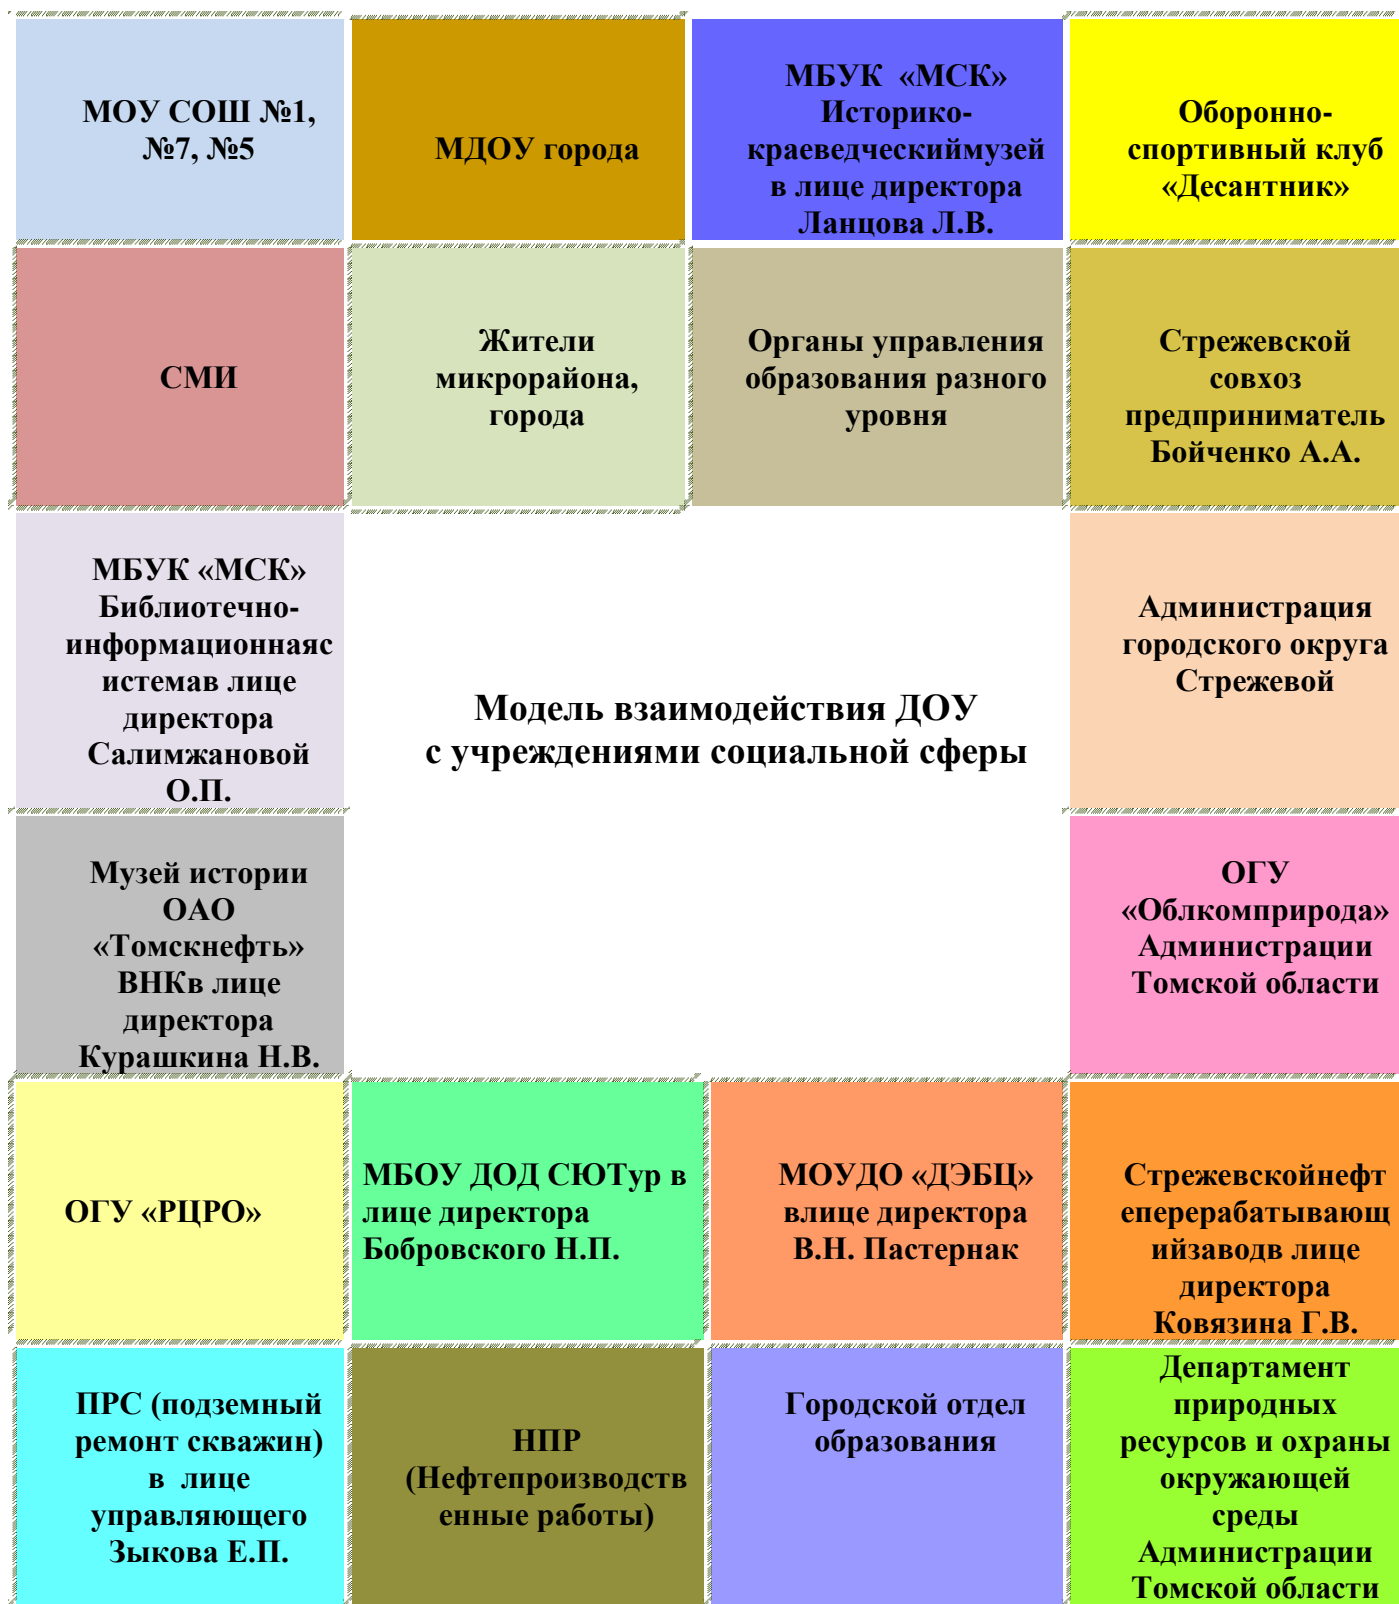 МОУ СОШ №1,
№7, №5
МДОУ города
МБУК «МСК»
Историко-
краеведческиймузей
в лице директора
Ланцова Л.В.
Оборонно-
спортивный клуб
«Десантник»
СМИ
Жители
микрорайона,
города
Органы управления
образования разного
уровня
Стрежевской
совхоз
предприниматель
Бойченко А.А.
МБУК «МСК»
Библиотечно-
информационнаяс
истемав лице
директора
Салимжановой
О.П.
Модель взаимодействия ДОУ
с учреждениями социальной сферы
Администрация
городского округа
Стрежевой
Музей истории
ОАО
«Томскнефть»
ВНКв лице
директора
Курашкина Н.В.
ОГУ
«Облкомприрода»
Администрации
Томской области
ОГУ «РЦРО»
МБОУ ДОД СЮТур в
лице директора
Бобровского Н.П.
МОУДО «ДЭБЦ»
влице директора
В.Н. Пастернак
Стрежевскойнефт
еперерабатывающ
ийзаводв лице
директора
Ковязина Г.В.
ПРС (подземный
ремонт скважин)
в лице
управляющего
Зыкова Е.П.
НПР
(Нефтепроизводств
енные работы)
Городской отдел
образования
Департамент
природных
ресурсов и охраны
окружающей
среды
Администрации
Томской области